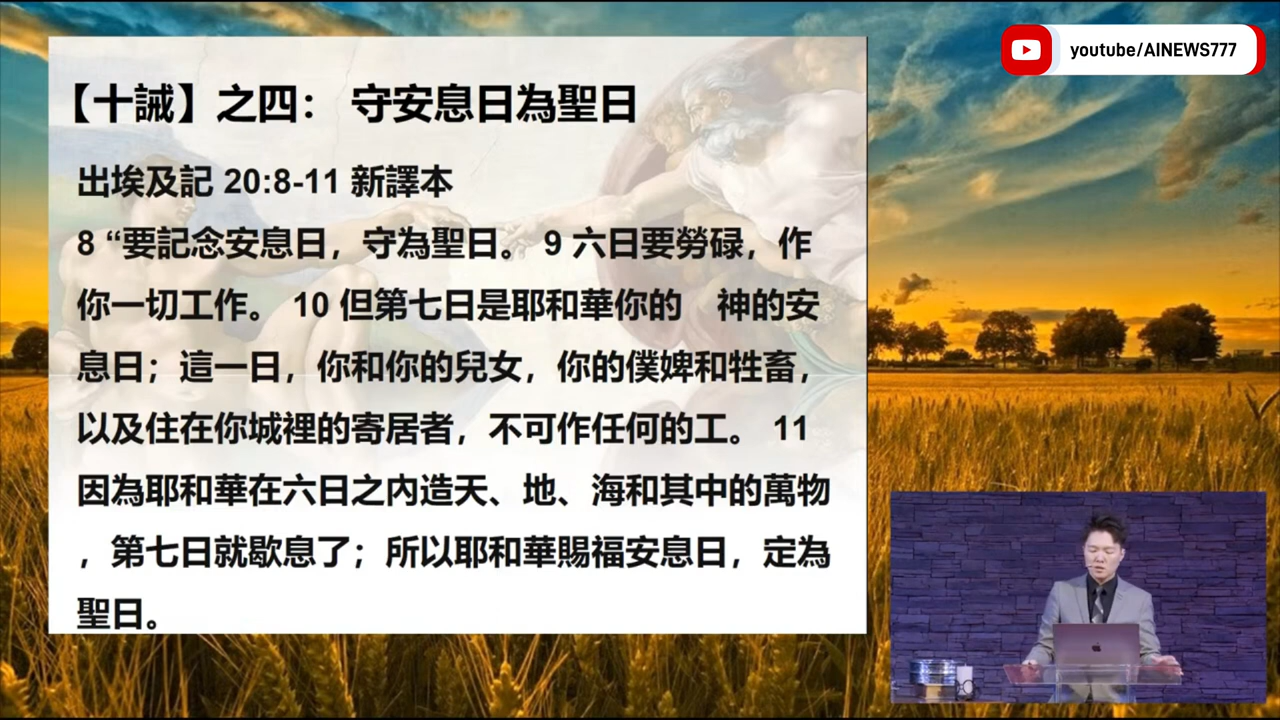 youtube/AINEWS777
【十誡】之四： 守安息日為聖日
出埃及記 20:8-11 新譯本
8 “要記念安息日，守為聖日。 9 六日要勞碌，作
你一切工作。 10 但第七日是耶和華你的　神的安
息日；這一日，你和你的兒女，你的僕婢和牲畜，
以及住在你城裡的寄居者，不可作任何的工。 11
因為耶和華在六日之內造天、地、海和其中的萬物
，第七日就歇息了；所以耶和華賜福安息日，定為
聖日。